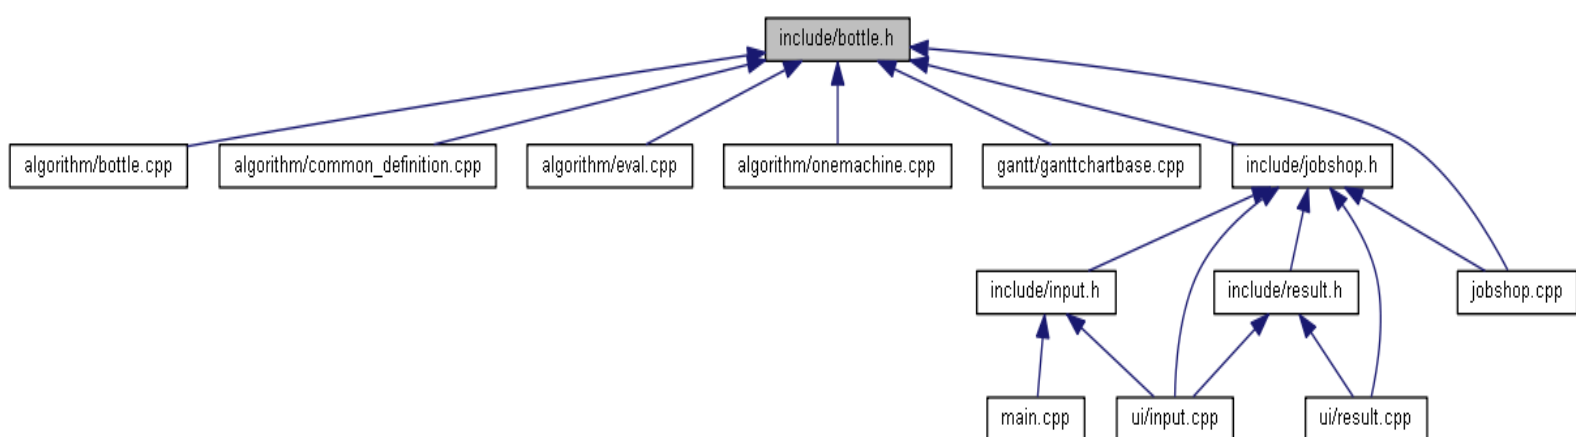 include/bottle.h
algorithm/bottle.cpp
algorithm/common_definition.cpp
algorithm/eval.cpp
algorithm/onemachine.cpp
gantt/ganttchartbase.cpp
include/jobshop.h
include/input.h
include/result.h
jobshop.cpp
main.cpp
ui/input.cpp
ui/result.cpp